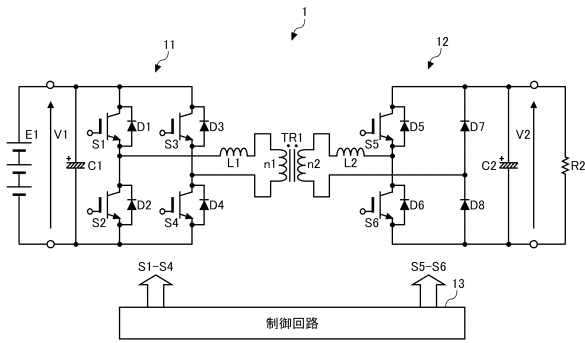 1
11
12
E1
V1
C1
S1
D1
S3
D3
S2
D2
S4
D4
L1
TR1
n1
n2
L2
S5
D5
D7
S6
D6
D8
C2
V2
R2
S1-S4
S5-S6
13
制御回路